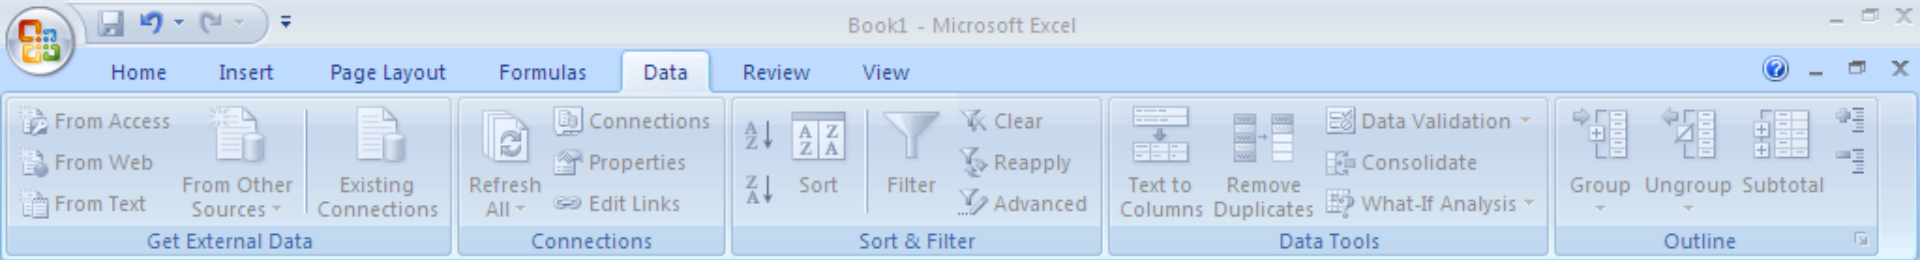 Book1 - Microsoft Excel
Home Insert Page Layout Formulas Data Review View
From Access
From Web
From Text
From Other
Sources
Existing
Connections
Get External Data
Refresh
All
Connections
Properties
Edit Links
Connections
A
Z
Z
A
A Z
Z A
Sort
Filter
Clear
Reapply
Advanced
Sort & Filter
Text to
Columns
Remove
Duplicates
Data Validation
Consolidate
What-If Analysis
Data Tools
Group
Ungroup
Subtotal
Outline